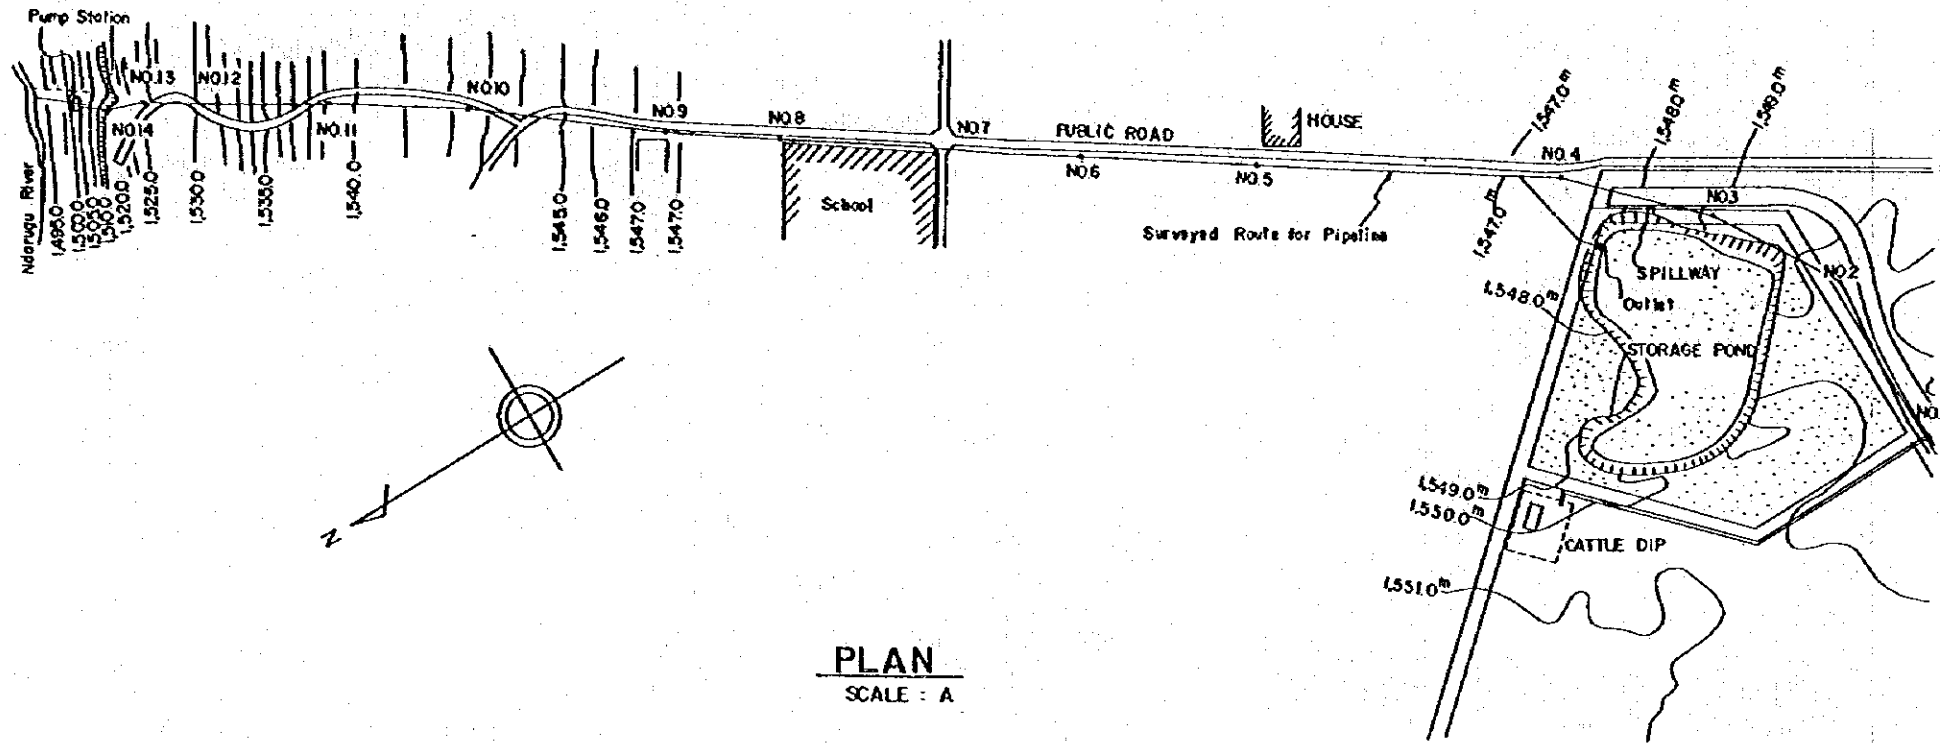 Pump Station
NO.13
NO.12
NO.10
NO.14
NO.11
NO.9
NO.8
NO.7
PUBLIC ROAD
HOUSE
NO.6
NO.5
NO.4
1,547.0m
1,548.0m
1,549.0m
Ndarugu River
1,495.0
1,500.0
1,505.0
1,520.0
1,525.0
1,530.0
1,535.0
1,540.0
1,545.0
1,546.0
1,547.0
1,547.0
School
Surveyed Route for Pipeline
1,547.0m
NO.3
NO.2
SPILLWAY
Outlet
1,548.0m
STORAGE POND
1,549.0m
1,550.0m
CATTLE DIP
1,551.0m
N
PLAN
SCALE : A